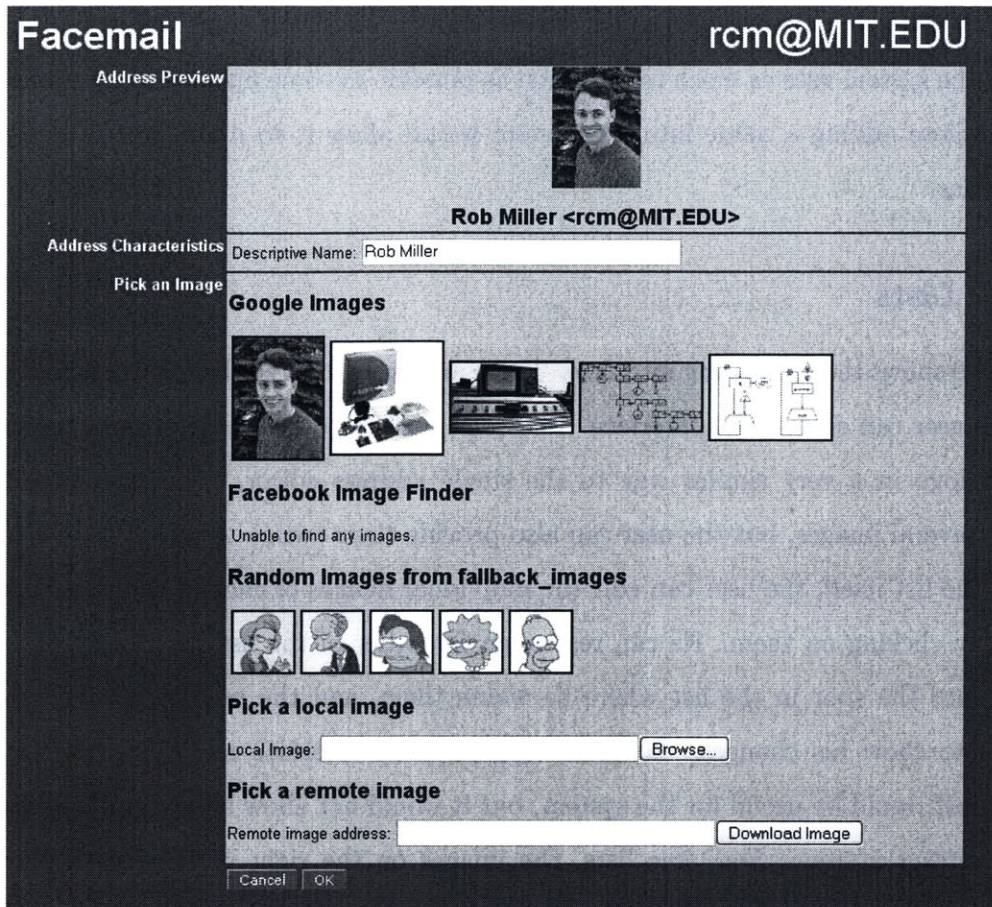 Facemail
rcm@MIT.EDU
Address Preview
Rob Miller <rcm@MIT.EDU>
Address Characteristics
Descriptive Name: Rob Miller
Pick an Image
Google Images
Facebook Image Finder
Unable to find any images.
Random Images from fallback_images
Pick a local image
Local Image: Browse...
Pick a remote image
Remote image address: Download Image
Cancel OK